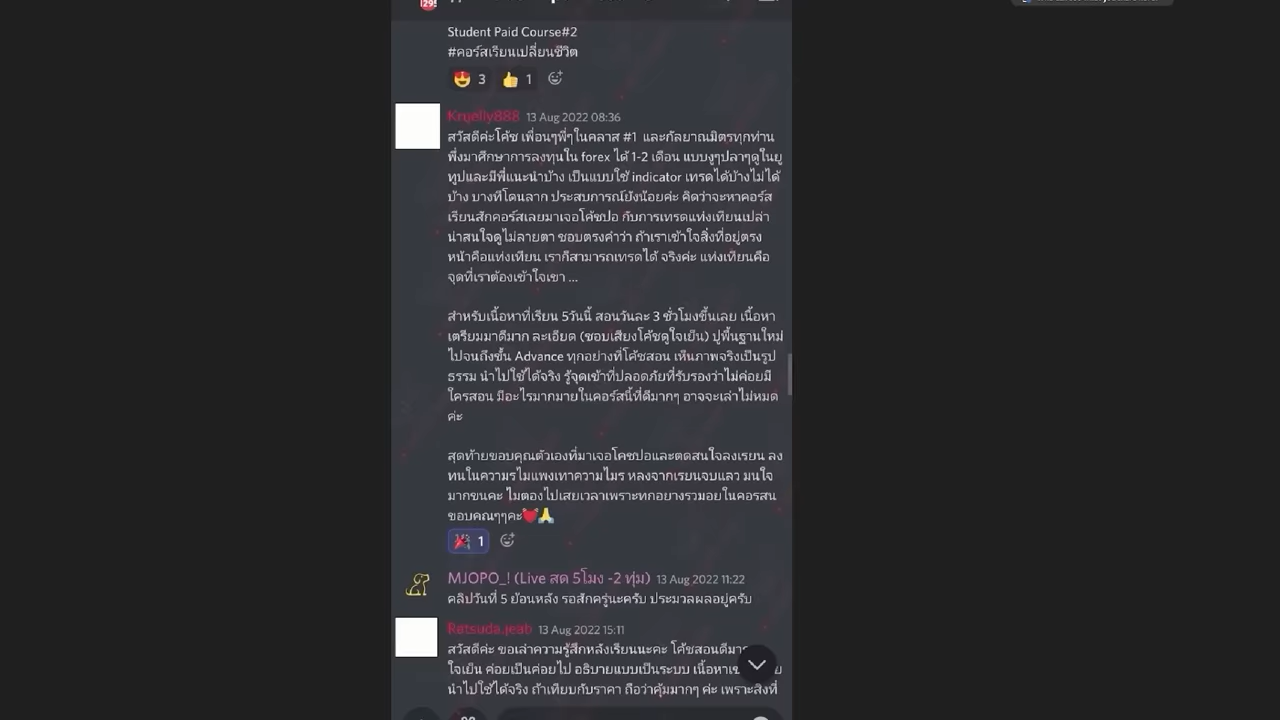 Student Paid Course#2
#คอร์สเรียนเปลี่ยนชีวิต
3 1
Kruelly888 13 Aug 2022 08:36
สวัสดีค่ะโค้ช เพื่อนๆพี่ๆในคลาส #1 และกัลยาณมิตรทุกท่าน
พึ่งมาศึกษาการลงทุนใน forex ได้ 1-2 เดือน แบบงูๆปลาๆดูในยู
ทูปและมีพี่แนะนำบ้าง เป็นแบบใช้ indicator เทรดได้บ้างไม่ได้
บ้าง บางทีโดนลาก ประสบการณ์ยังน้อยค่ะ คิดว่าจะหาคอร์ส
เรียนสักคอร์สเลยมาเจอโค้ชปอ กับการเทรดแท่งเทียนเปล่า
น่าสนใจดูไม่ลายตา ชอบตรงคำว่า ถ้าเราเข้าใจสิ่งที่อยู่ตรง
หน้าคือแท่งเทียน เราก็สามารถเทรดได้ จริงค่ะ แท่งเทียนคือ
จุดที่เราต้องเข้าใจเขา ...
สำหรับเนื้อหาที่เรียน 5วันนี้ สอนวันละ 3 ชั่วโมงขึ้นเลย เนื้อหา
เตรียมมาดีมาก ละเอียด (ชอบเสียงโค้ชดูใจเย็น) ปูพื้นฐานใหม่
ไปจนถึงขั้น Advance ทุกอย่างที่โค้ชสอน เห็นภาพจริงเป็นรูป
ธรรม นำไปใช้ได้จริง รู้จุดเข้าที่ปลอดภัยที่รับรองว่าไม่ค่อยมี
ใครสอน มีอะไรมากมายในคอร์สนี้ที่ดีมากๆ อาจจะเล่าไม่หมด
ค่ะ
สุดท้ายขอบคุณตัวเองที่มาเจอโค้ชปอและตัดสินใจลงเรียน ลง
ทุนในความรู้ไม่แพงเท่าความไม่รู้ หลังจากเรียนจบแล้ว มั่นใจ
มากขึ้นค่ะ ไม่ต้องไปเสียเวลาเพราะทุกอย่างรวมอยู่ในคอร์สนี้
ขอบคุณๆๆค่ะ
1
MJOPO_! (Live สด 5โมง -2 ทุ่ม) 13 Aug 2022 11:22
คลิปวันที่ 5 ย้อนหลัง รอสักครู่นะครับ ประมวลผลอยู่ครับ
Ratsuda.jeab 13 Aug 2022 15:11
สวัสดีค่ะ ขอเล่าความรู้สึกหลังเรียนนะคะ โค้ชสอนดีมาก
ใจเย็น ค่อยเป็นค่อยไป อธิบายแบบเป็นระบบ
นำไปใช้ได้จริง ถ้าเทียบกับราคา ถือว่าคุ้มมากๆ ค่ะ เพราะสิ่งที่